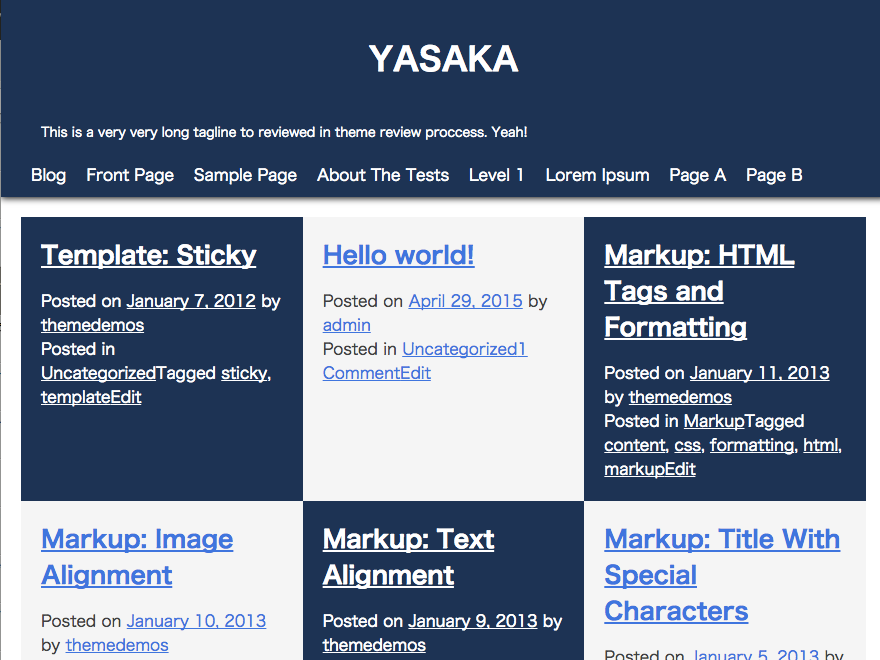 YASAKA
This is a very very long tagline to reviewed in theme review proccess. Yeah!
Blog Front Page Sample Page About The Tests Level 1 Lorem Ipsum Page A Page B
Template: Sticky
Posted on January 7, 2012 by
themedemos
Posted in
UncategorizedTagged sticky,
templateEdit
Hello world!
Posted on April 29, 2015 by
admin
Posted in Uncategorized1
CommentEdit
Markup: HTML
Tags and
Formatting
Posted on January 11, 2013
by themedemos
Posted in MarkupTagged
content, css, formatting, html,
markupEdit
Markup: Image
Alignment
Posted on January 10, 2013
by themedemos
Markup: Text
Alignment
Posted on January 9, 2013 by
themedemos
Markup: Title With
Special
Characters
Posted on January 5, 2013 by